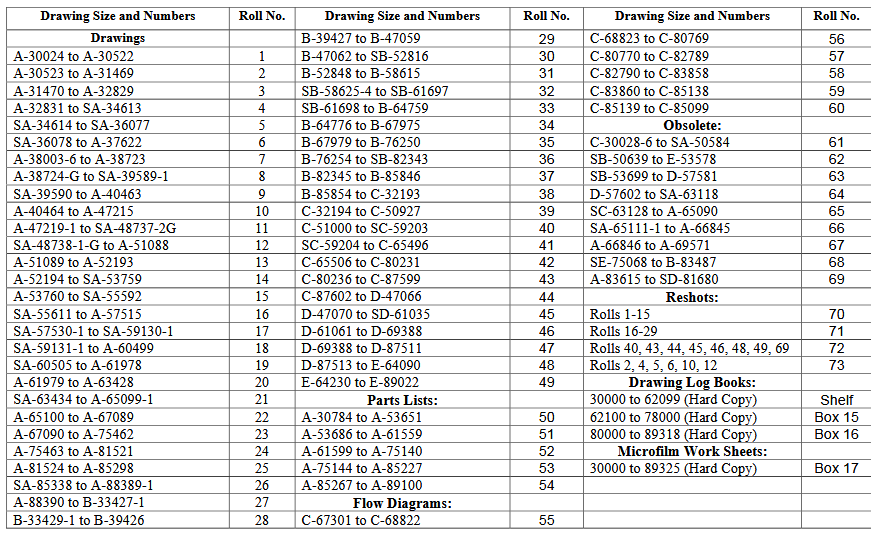 Drawing Size and Numbers Roll No. Drawing Size and Numbers Roll No. Drawing Size and Numbers Roll No.
Drawings B-39427 to B-47059 29 C-68823 to C-80769 56
A-30024 to A-30522 1 B-47062 to SB-52816 30 C-80770 to C-82789 57
A-30523 to A-31469 2 B-52848 to B-58615 31 C-82790 to C-83858 58
A-31470 to A-32829 3 SB-58625-4 to SB-61697 32 C-83860 to C-85138 59
A-32831 to SA-34613 4 SB-61698 to B-64759 33 C-85139 to C-85099 60
SA-34614 to SA-36077 5 B-64776 to B-67975 34 Obsolete:
SA-36078 to A-37622 6 B-67979 to B-76250 35 C-30028-6 to SA-50584 61
A-38003-6 to A-38723 7 B-76254 to SB-82343 36 SB-50639 to E-53578 62
A-38724-G to SA-39589-1 8 B-82345 to B-85846 37 SB-53699 to D-57581 63
SA-39590 to A-40463 9 B-85854 to C-32193 38 D-57602 to SA-63118 64
A-40464 to A-47215 10 C-32194 to C-50927 39 SC-63128 to A-65090 65
A-47219-1 to SA-48737-2G 11 C-51000 to SC-59203 40 SA-65111-1 to A-66845 66
SA-48738-1-G to A-51088 12 SC-59204 to C-65496 41 A-66846 to A-69571 67
A-51089 to A-52193 13 C-65506 to C-80231 42 SE-75068 to B-83487 68
A-52194 to SA-53759 14 C-80236 to C-87599 43 A-83615 to SD-81680 69
A-53760 to SA-55592 15 C-87602 to D-47066 44 Reshots:
SA-55611 to A-57515 16 D-47070 to SD-61035 45 Rolls 1-15 70
SA-57530-1 to SA-59130-1 17 D-61061 to D-69388 46 Rolls 16-29 71
SA-59131-1 to A-60499 18 D-69388 to D-87511 47 Rolls 40, 43, 44, 45, 46, 48, 49, 69 72
SA-60505 to A-61978 19 D-87513 to E-64090 48 Rolls 2, 4, 5, 6, 10, 12 73
A-61979 to A-63428 20 E-64230 to E-89022 49 Drawing Log Books:
SA-63434 to A-65099-1 21 Parts Lists: 30000 to 62099 (Hard Copy) Shelf
A-65100 to A-67089 22 A-30784 to A-53651 50 62100 to 78000 (Hard Copy) Box 15
A-67090 to A-75462 23 A-53686 to A-61559 51 80000 to 89318 (Hard Copy) Box 16
A-75463 to A-81521 24 A-61599 to A-75140 52 Microfilm Work Sheets:
A-81524 to A-85298 25 A-75144 to A-85227 53 30000 to 89325 (Hard Copy) Box 17
SA-85338 to A-88389-1 26 A-85267 to A-89100 54
A-88390 to B-33427-1 27 Flow Diagrams:
B-33429-1 to B-39426 28 C-67301 to C-68822 55